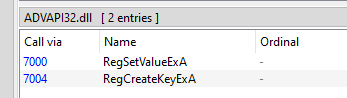 ADVAPI32.dll [ 2 entries ]
Call via Name Ordinal
7000 RegSetValueExA -
7004 RegCreateKeyExA -